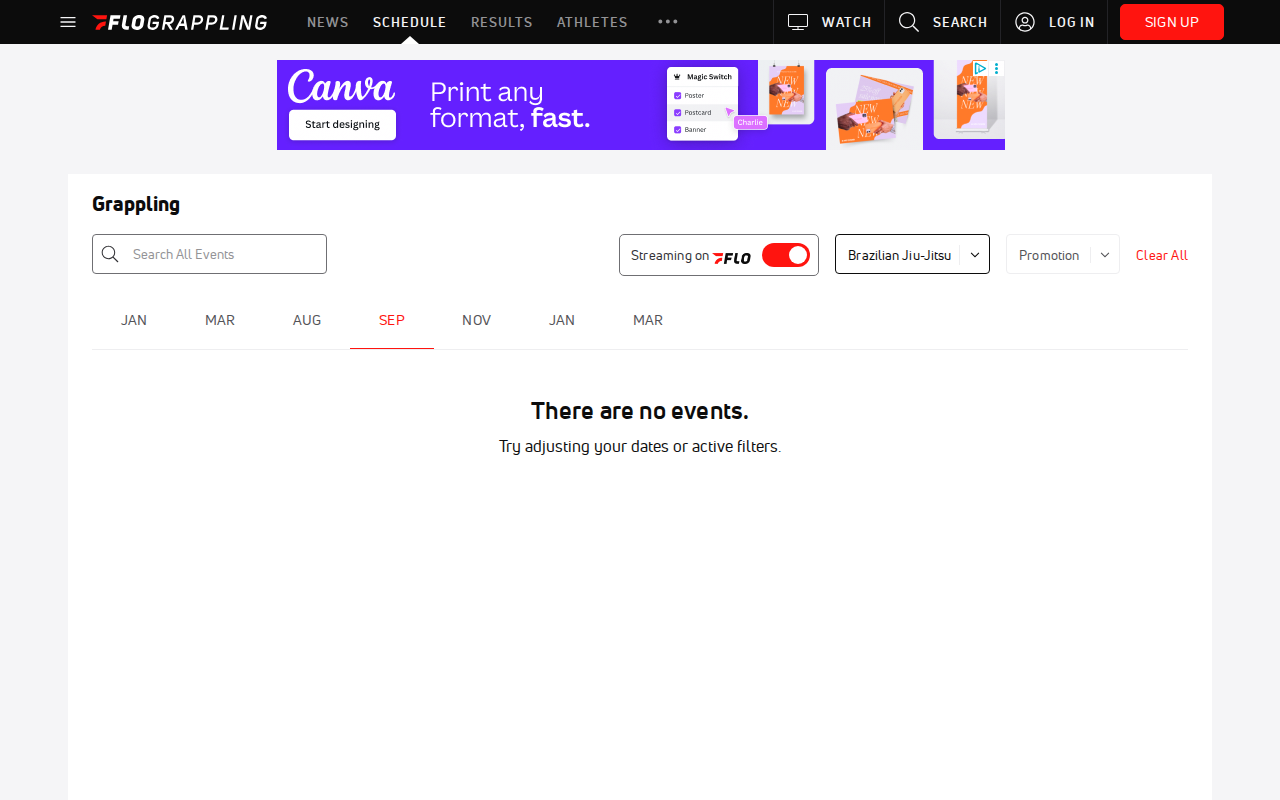 FLOGRAPPLING NEWS SCHEDULE RESULTS ATHLETES WATCH SEARCH LOG IN SIGN UP
Canva
Start designing
Print any
format, fast.
Magic Switch
Poster
Postcard
Banner
Charlie
NEW
NEW
NEW
NEW
NEW
NEW
Grappling
Search All Events
Streaming on FLO
Brazilian Jiu-Jitsu
Promotion
Clear All
JAN MAR AUG SEP NOV JAN MAR
There are no events.
Try adjusting your dates or active filters.